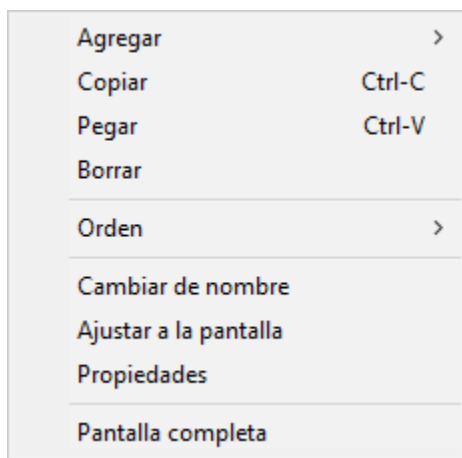 Agregar >
Copiar Ctrl-C
Pegar Ctrl-V
Borrar
Orden >
Cambiar de nombre
Ajustar a la pantalla
Propiedades
Pantalla completa